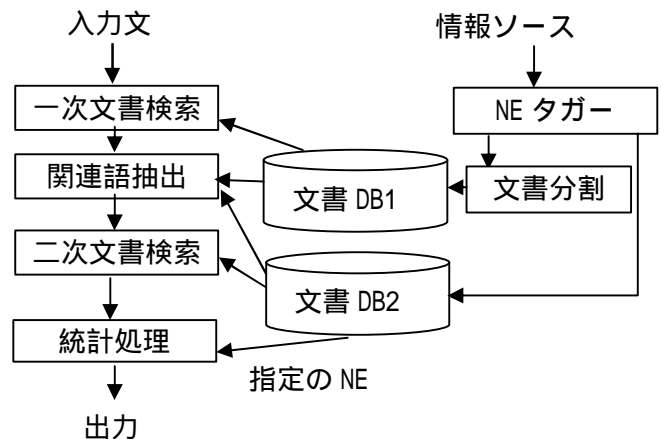 入力文
情報ソース
一次文書検索
NE タガー
関連語抽出
文書 DB1
文書分割
二次文書検索
文書 DB2
統計処理
指定の NE
出力